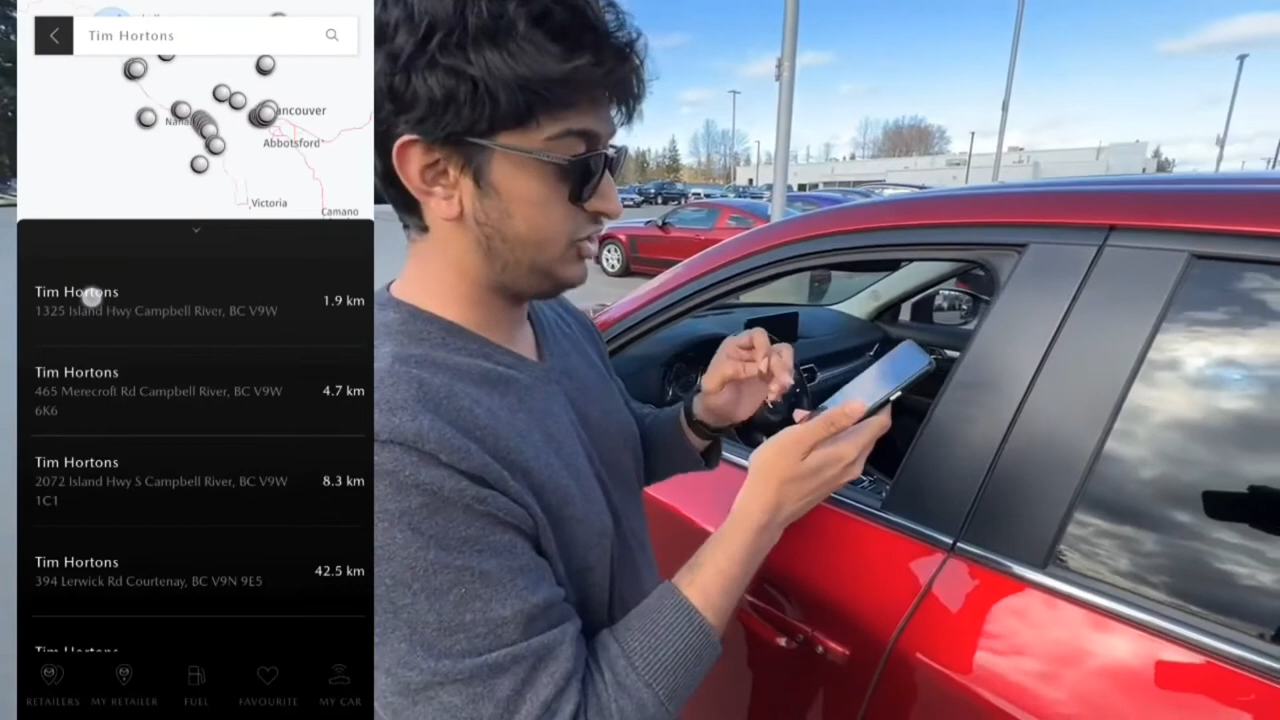 Tim Hortons
ancouver
Abbotsford
Victoria
Camano
Tim Hortons
1325 Island Hwy Campbell River, BC V9W
1.9 km
Tim Hortons
465 Merecroft Rd Campbell River, BC V9W
6K6
4.7 km
Tim Hortons
2072 Island Hwy S Campbell River, BC V9W
1C1
8.3 km
Tim Hortons
394 Lerwick Rd Courtenay, BC V9N 9E5
42.5 km
Tim Hortons
RETAILERS
MY RETAILER
FUEL
FAVOURITE
MY CAR